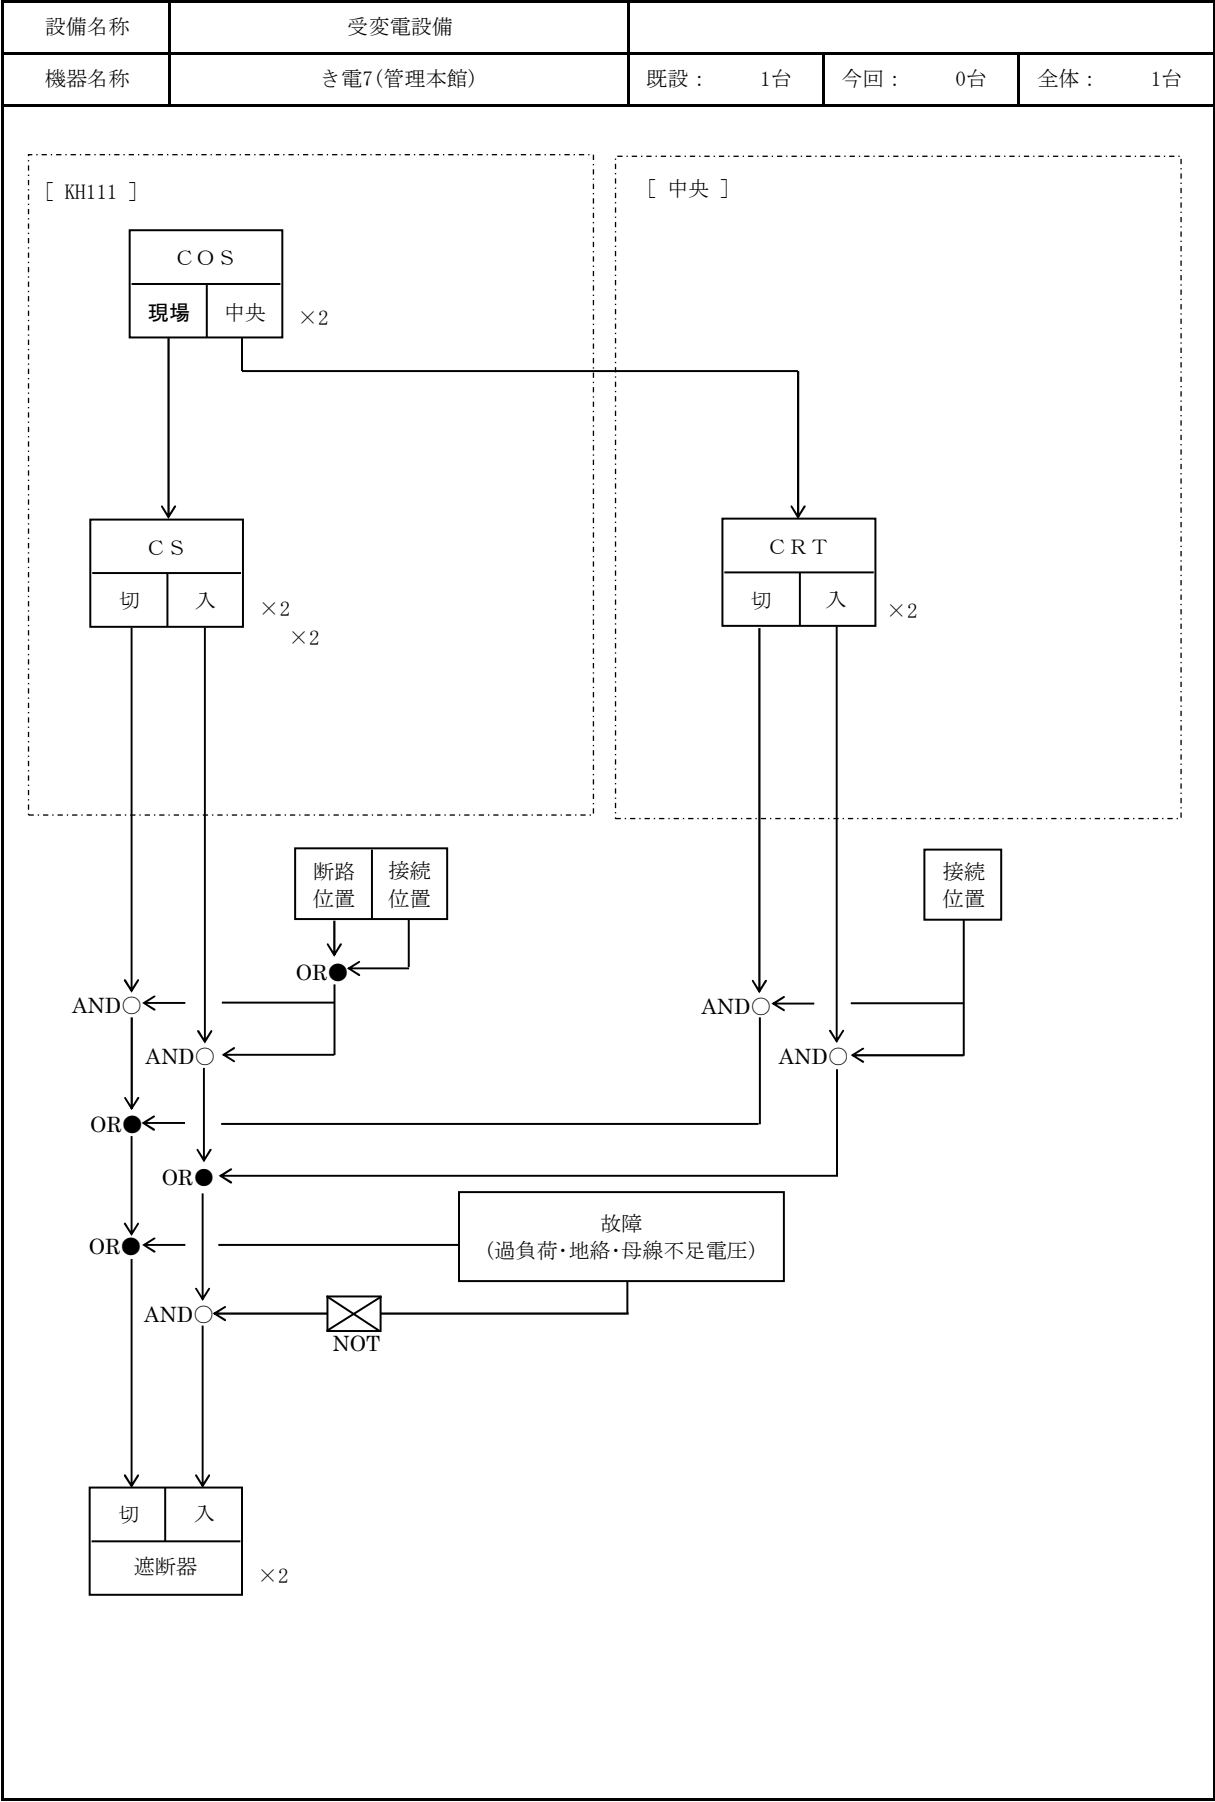 設備名称 受変電設備
機器名称 き電7(管理本館) 既設： 1台 今回： 0台 全体： 1台
[ KH111 ]
[ 中央 ]
ＣＯＳ
現場 中央 ×2
ＣＳ
切 入 ×2
×2
ＣＲＴ
切 入 ×2
断路 接続
位置 位置
接続
位置
OR●
AND○
AND○
AND○
AND○
OR●
OR●
故障
(過負荷･地絡･母線不足電圧)
OR●
AND○
NOT
切 入
遮断器 ×2